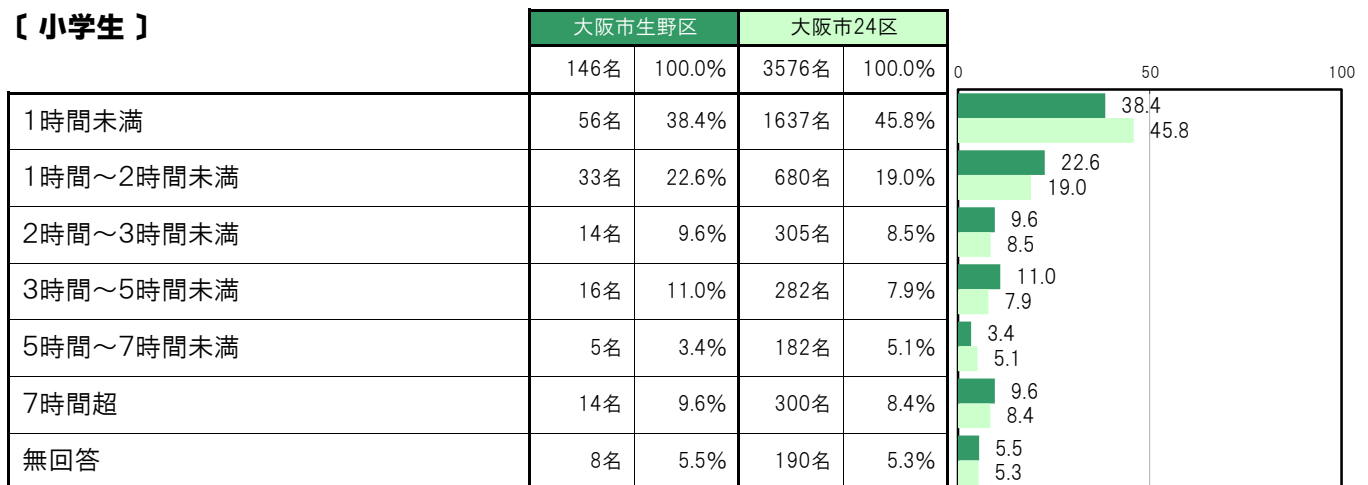 〔 小学生 〕
大阪市生野区 大阪市24区
146名 100.0% 3576名 100.0% 0 50 100
1時間未満 56名 38.4% 1637名 45.8% 38.4
45.8
1時間～2時間未満 33名 22.6% 680名 19.0% 22.6
19.0
2時間～3時間未満 14名 9.6% 305名 8.5% 9.6
8.5
3時間～5時間未満 16名 11.0% 282名 7.9% 11.0
7.9
5時間～7時間未満 5名 3.4% 182名 5.1% 3.4
5.1
7時間超 14名 9.6% 300名 8.4% 9.6
8.4
無回答 8名 5.5% 190名 5.3% 5.5
5.3